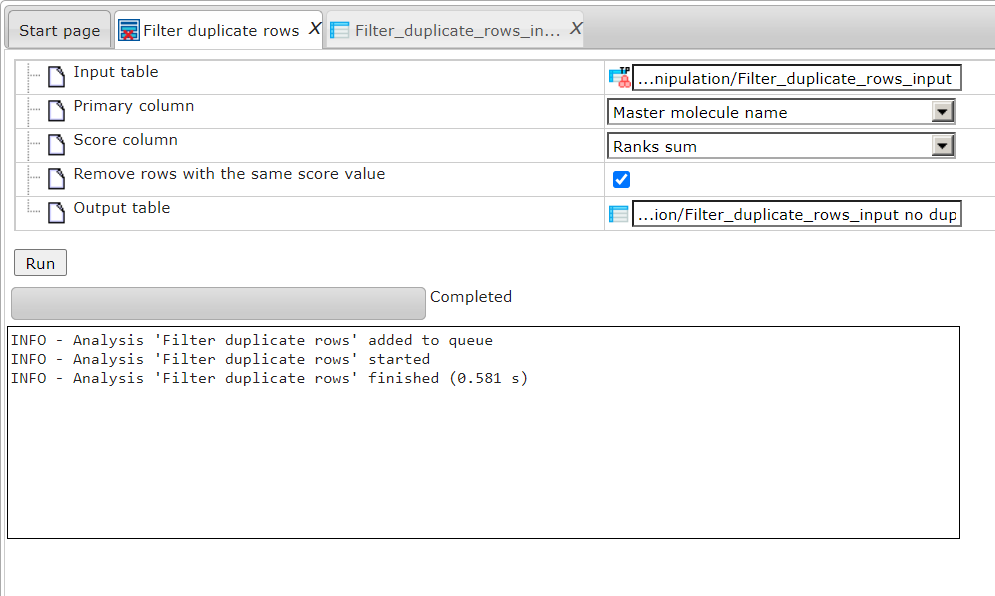 Start page
Filter duplicate rows X
Filter_duplicate_rows_in... X
Input table
TP
...nipulation/Filter_duplicate_rows_input
Primary column
Master molecule name
Score column
Ranks sum
Remove rows with the same score value
Output table
...ion/Filter_duplicate_rows_input no dup
Run
Completed
INFO - Analysis 'Filter duplicate rows' added to queue
INFO - Analysis 'Filter duplicate rows' started
INFO - Analysis 'Filter duplicate rows' finished (0.581 s)